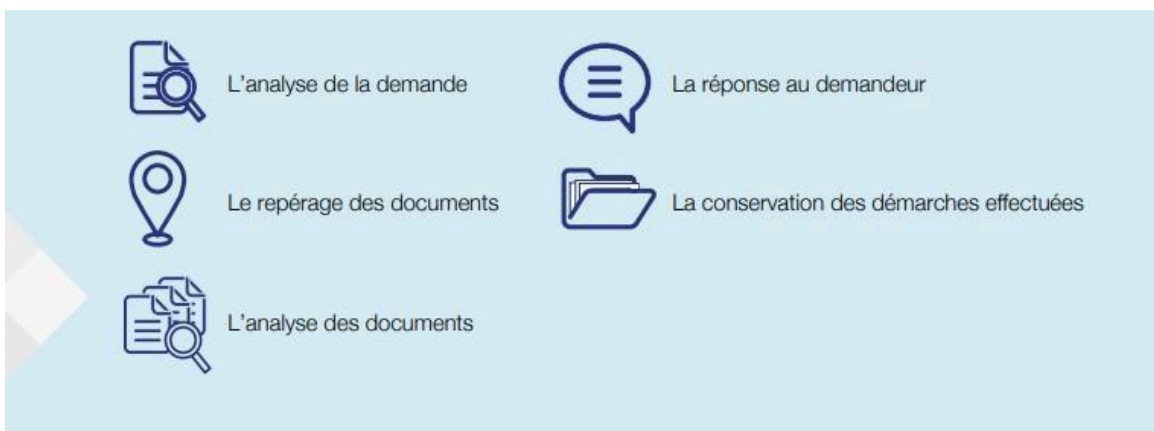 L'analyse de la demande
Le repérage des documents
L'analyse des documents
La réponse au demandeur
La conservation des démarches effectuées